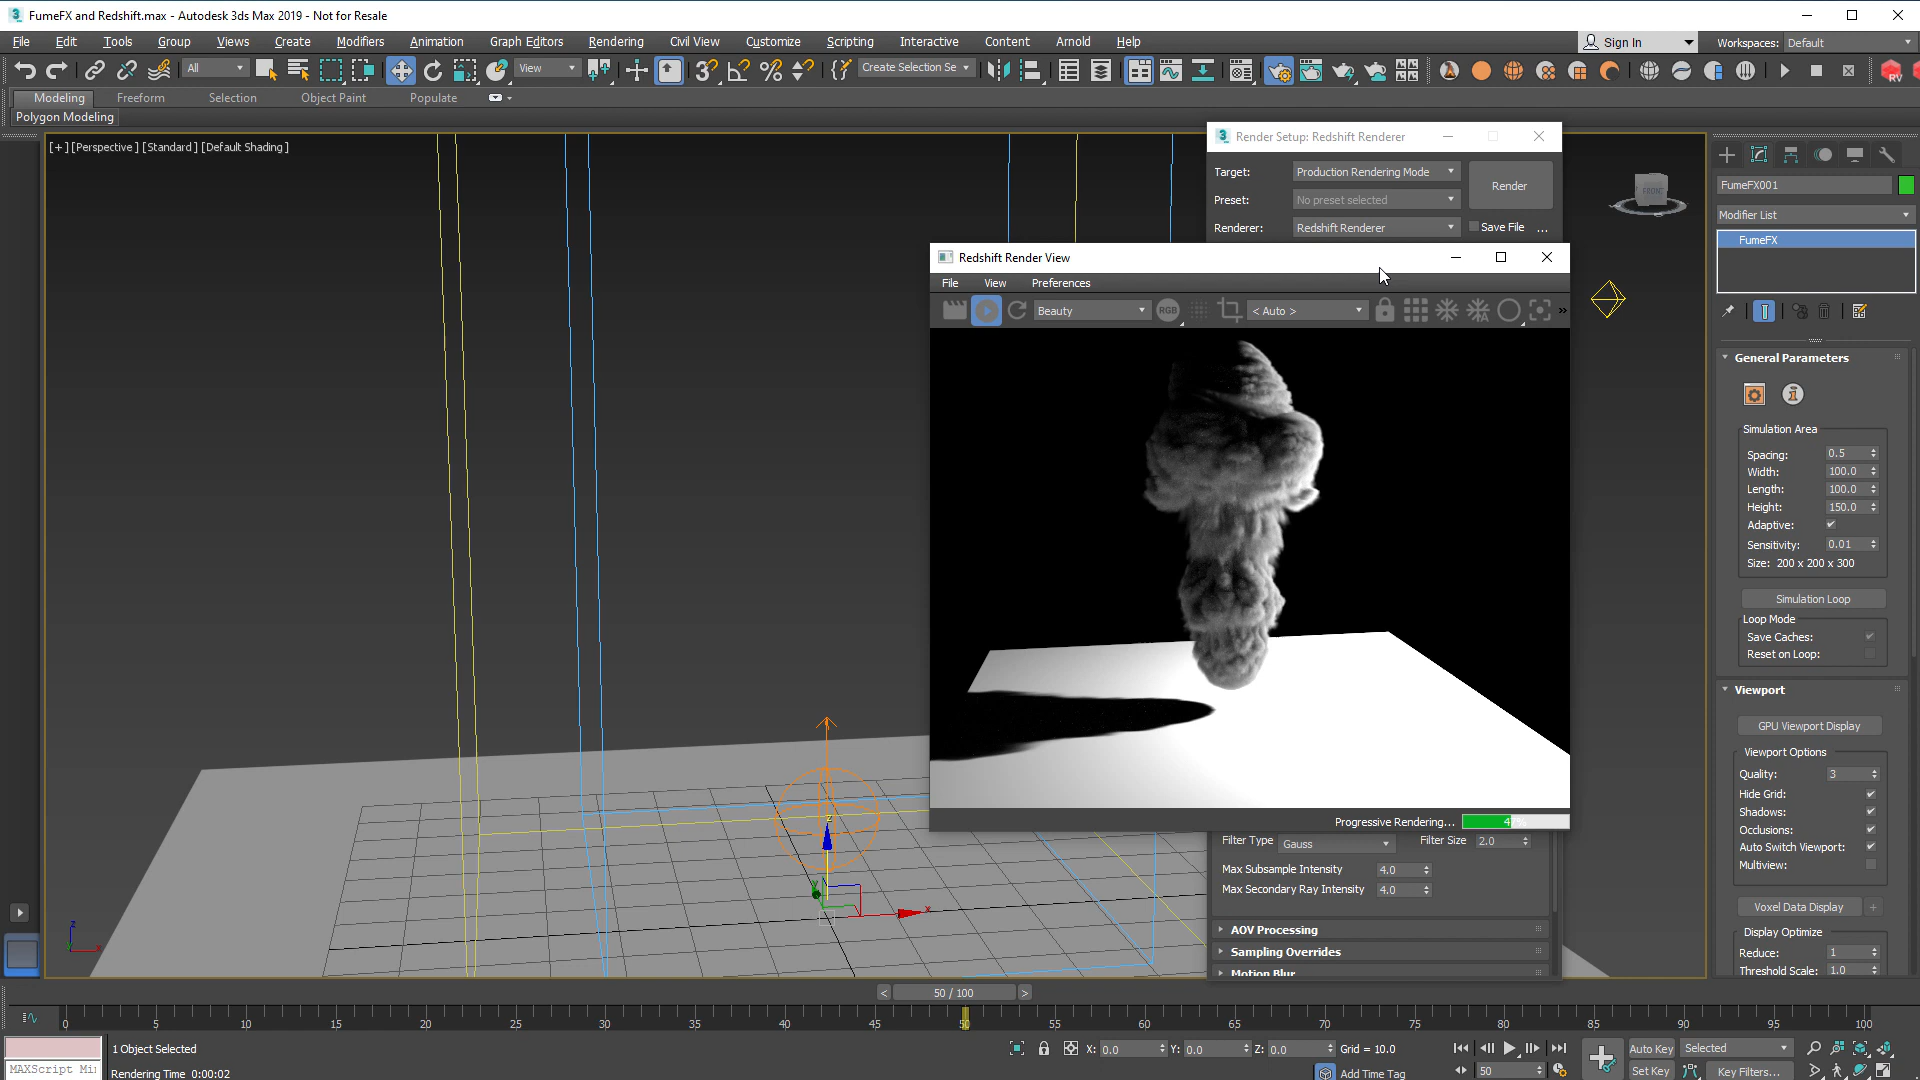 FumeFX and Redshift.max - Autodesk 3ds Max 2019 - Not for Resale
File Edit Tools Group Views Create Modifiers Animation Graph Editors Rendering Civil View Customize Scripting Interactive Content Arnold Help
Sign In
Workspaces: Default
All
View
Create Selection Se
RV
Modeling Freeform Selection Object Paint Populate
Polygon Modeling
[+] [Perspective] [Standard] [Default Shading]
Render Setup: Redshift Renderer
Target: Production Rendering Mode
Render
Preset: No preset selected
Renderer: Redshift Renderer
Save File ...
Redshift Render View
File View Preferences
Beauty
RGB
< Auto >
Progressive Rendering... 47%
Filter Type Gauss Filter Size 2.0
Max Subsample Intensity 4.0
Max Secondary Ray Intensity 4.0
AOV Processing
Sampling Overrides
Motion Blur
FRONT
FumeFX001
Modifier List
FumeFX
General Parameters
Simulation Area
Spacing: 0.5
Width: 100.0
Length: 100.0
Height: 150.0
Adaptive:
Sensitivity: 0.01
Size: 200 x 200 x 300
Simulation Loop
Loop Mode
Save Caches:
Reset on Loop:
Viewport
GPU Viewport Display
Viewport Options
Quality: 3
Hide Grid:
Shadows:
Occlusions:
Auto Switch Viewport:
Multiview:
Voxel Data Display +
Display Optimize
Reduce: 1
Threshold Scale: 1.0
z
y
x
z
x
< 50 / 100 >
0 5 10 15 20 25 30 35 40 45 50 55 60 65 70 75 80 85 90 95 100
1 Object Selected
X: 0.0 Y: 0.0 Z: 0.0 Grid = 10.0
Auto Key Selected
MAXScript Mi
Rendering Time 0:00:02
Add Time Tag
50
Set Key Key Filters...